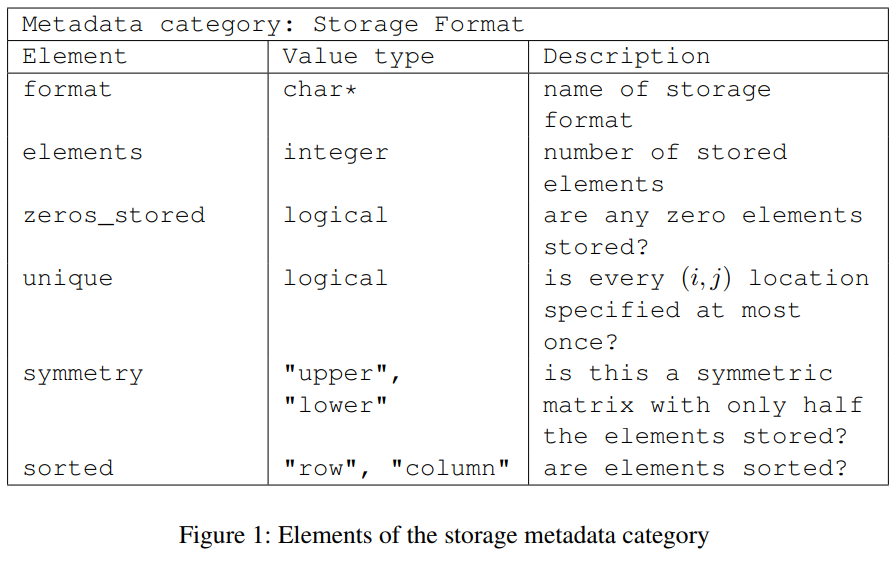 Metadata category: Storage Format
Element Value type Description
format char* name of storage
format
elements integer number of stored
elements
zeros_stored logical are any zero elements
stored?
unique logical is every (i, j) location
specified at most
once?
symmetry "upper", is this a symmetric
"lower" matrix with only half
the elements stored?
sorted "row", "column" are elements sorted?
Figure 1: Elements of the storage metadata category